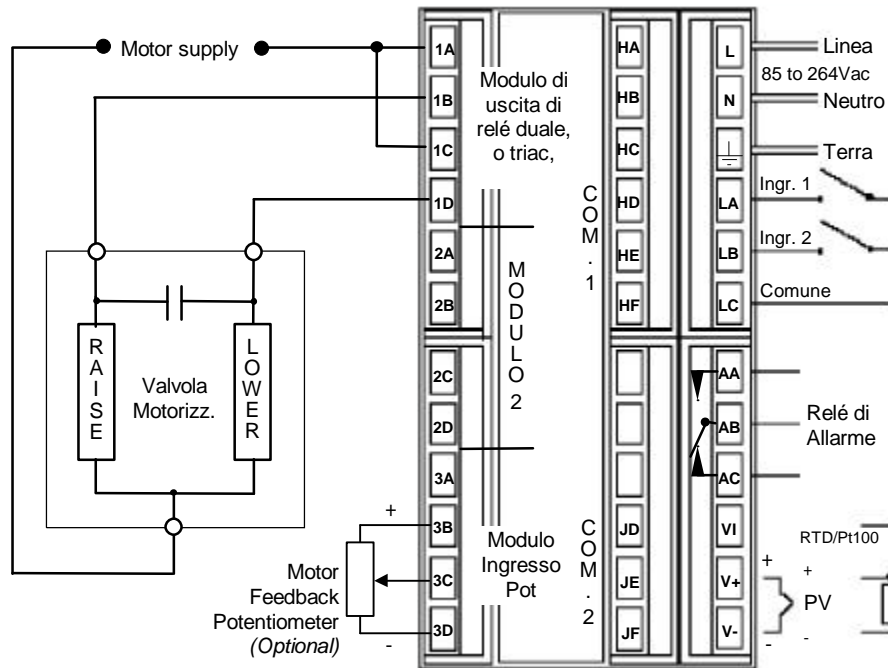 Motor supply
1A
1B
1C
1D
2A
2B
2C
2D
3A
3B
3C
3D
Modulo di
uscita di
relé duale,
o triac,
MODULO 2
Modulo
Ingresso
Pot
COM.1
COM.2
HA
HB
HC
HD
HE
HF
JD
JE
JF
L
N
LA
LB
LC
AA
AB
AC
VI
V+
V-
Linea
85 to 264Vac
Neutro
Terra
Ingr. 1
Ingr. 2
Comune
Relé di
Allarme
RTD/Pt100
+
+
PV
-
-
RAISE
Valvola
Motorizz.
LOWER
+
Motor
Feedback
Potentiometer
(Optional)
-